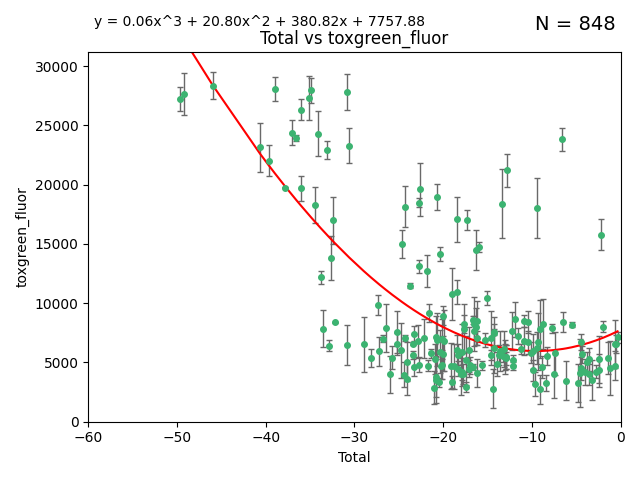 y = 0.06x^3 + 20.80x^2 + 380.82x + 7757.88
N = 848
Total vs toxgreen_fluor
30000
25000
20000
15000
10000
5000
0
toxgreen_fluor
−60
−50
−40
−30
−20
−10
0
Total